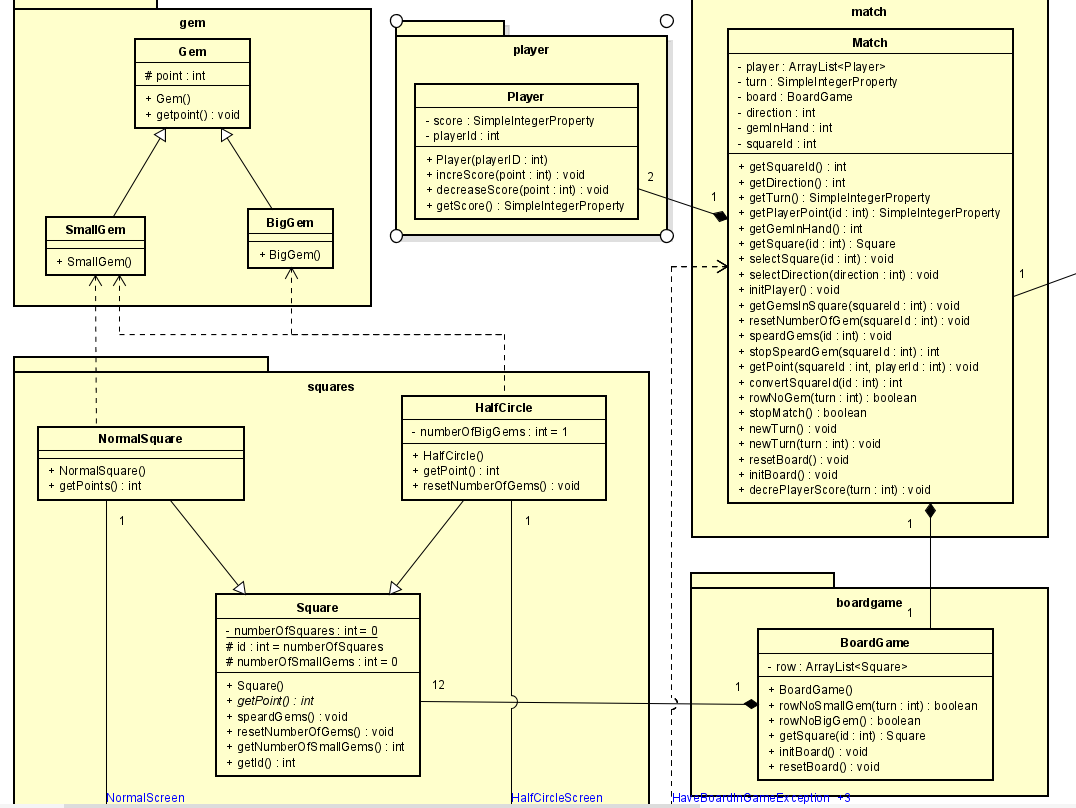 gem
Gem
# point : int
+ Gem()
+ getpoint() : void
SmallGem
+ SmallGem()
BigGem
+ BigGem()
player
Player
- score : SimpleIntegerProperty
- playerId : int
+ Player(playerID : int)
+ increScore(point : int) : void
+ decreaseScore(point : int) : void
+ getScore() : SimpleIntegerProperty
2
1
match
Match
- player : ArrayList<Player>
- turn : SimpleIntegerProperty
- board : BoardGame
- direction : int
- gemInHand : int
- squareId : int
+ getSquareId() : int
+ getDirection() : int
+ getTurn() : SimpleIntegerProperty
+ getPlayerPoint(id : int) : SimpleIntegerProperty
+ getGemInHand() : int
+ getSquare(id : int) : Square
+ selectSquare(id : int) : void
+ selectDirection(direction : int) : void
+ initPlayer() : void
+ getGemsInSquare(squareId : int) : void
+ resetNumberOfGem(squareId : int) : void
+ speardGems(id : int) : void
+ stopSpeardGem(squareId : int) : int
+ getPoint(squareId : int, playerId : int) : void
+ convertSquareId(id : int) : int
+ rowNoGem(turn : int) : boolean
+ stopMatch() : boolean
+ newTurn() : void
+ newTurn(turn : int) : void
+ resetBoard() : void
+ initBoard() : void
+ decrePlayerScore(turn : int) : void
1
1
squares
NormalSquare
+ NormalSquare()
+ getPoints() : int
1
HalfCircle
- numberOfBigGems : int = 1
+ HalfCircle()
+ getPoint() : int
+ resetNumberOfGems() : void
1
Square
- numberOfSquares : int = 0
# id : int = numberOfSquares
# numberOfSmallGems : int = 0
+ Square()
+ getPoint() : int
+ speardGems() : void
+ resetNumberOfGems() : void
+ getNumberOfSmallGems() : int
+ getId() : int
12
1
boardgame
1
BoardGame
- row : ArrayList<Square>
+ BoardGame()
+ rowNoSmallGem(turn : int) : boolean
+ rowNoBigGem() : boolean
+ getSquare(id : int) : Square
+ initBoard() : void
+ resetBoard() : void
NormalScreen
HalfCircleScreen
HaveBoardInGameException +3